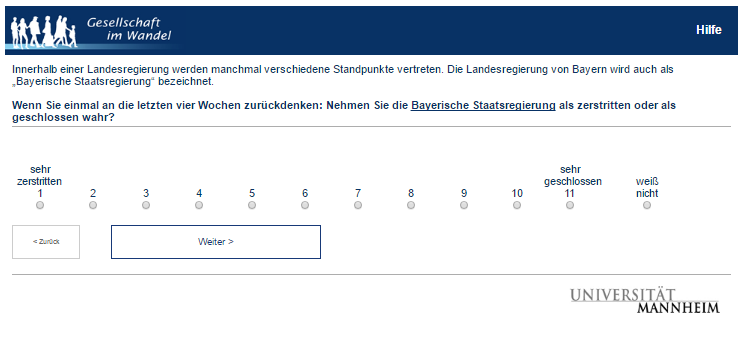 Gesellschaft
im Wandel
Hilfe
Innerhalb einer Landesregierung werden manchmal verschiedene Standpunkte vertreten. Die Landesregierung von Bayern wird auch als
„Bayerische Staatsregierung“ bezeichnet.
Wenn Sie einmal an die letzten vier Wochen zurückdenken: Nehmen Sie die Bayerische Staatsregierung als zerstritten oder als
geschlossen wahr?
sehr zerstritten 1
2
3
4
5
6
7
8
9
10
sehr geschlossen 11
weiß nicht
< Zurück
Weiter >
UNIVERSITÄT
MANNHEIM